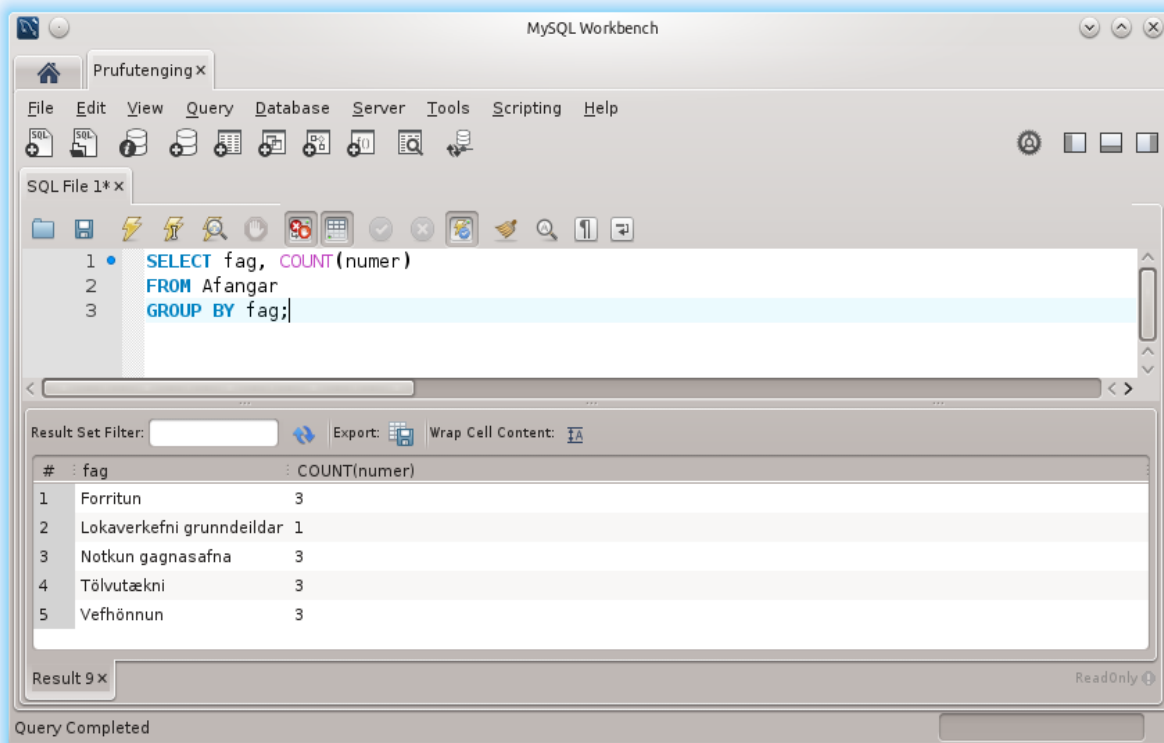 MySQL Workbench
Prufutenging
File Edit View Query Database Server Tools Scripting Help
SQL File 1*
1 SELECT fag, COUNT(numer)
2 FROM Afangar
3 GROUP BY fag;
Result Set Filter: Export: Wrap Cell Content:
# fag COUNT(numer)
1 Forritun 3
2 Lokaverkefni grunndeildar 1
3 Notkun gagnasafna 3
4 Tölvutækni 3
5 Vefhönnun 3
Result 9 ReadOnly
Query Completed